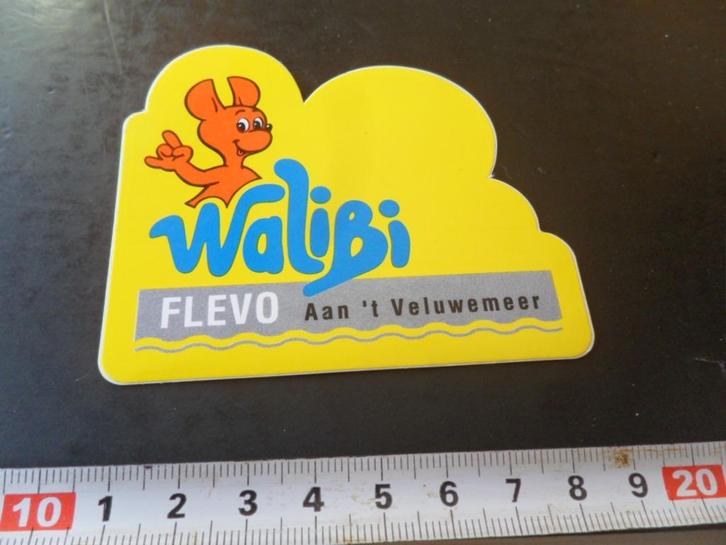 Walibi
FLEVO Aan 't Veluwemeer
10 1 2 3 4 5 6 7 8 9 20